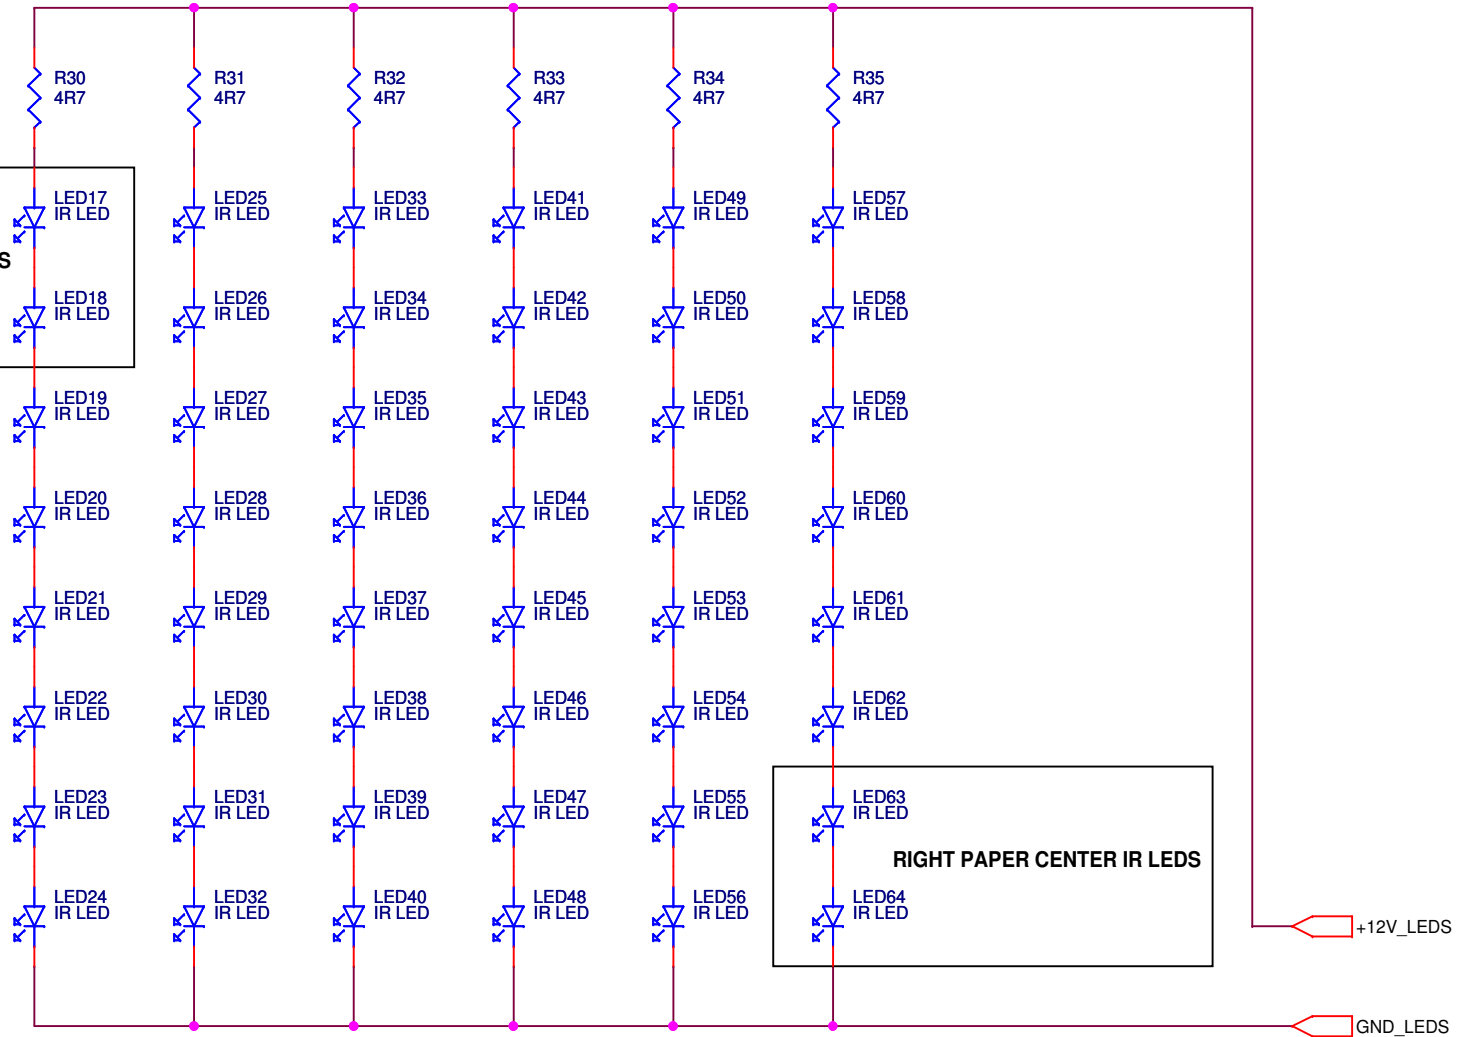 R30
4R7
R31
4R7
R32
4R7
R33
4R7
R34
4R7
R35
4R7
LED17
IR LED
LED25
IR LED
LED33
IR LED
LED41
IR LED
LED49
IR LED
LED57
IR LED
S
LED18
IR LED
LED26
IR LED
LED34
IR LED
LED42
IR LED
LED50
IR LED
LED58
IR LED
LED19
IR LED
LED27
IR LED
LED35
IR LED
LED43
IR LED
LED51
IR LED
LED59
IR LED
LED20
IR LED
LED28
IR LED
LED36
IR LED
LED44
IR LED
LED52
IR LED
LED60
IR LED
LED21
IR LED
LED29
IR LED
LED37
IR LED
LED45
IR LED
LED53
IR LED
LED61
IR LED
LED22
IR LED
LED30
IR LED
LED38
IR LED
LED46
IR LED
LED54
IR LED
LED62
IR LED
LED23
IR LED
LED31
IR LED
LED39
IR LED
LED47
IR LED
LED55
IR LED
LED63
IR LED
RIGHT PAPER CENTER IR LEDS
LED24
IR LED
LED32
IR LED
LED40
IR LED
LED48
IR LED
LED56
IR LED
LED64
IR LED
+12V_LEDS
GND_LEDS